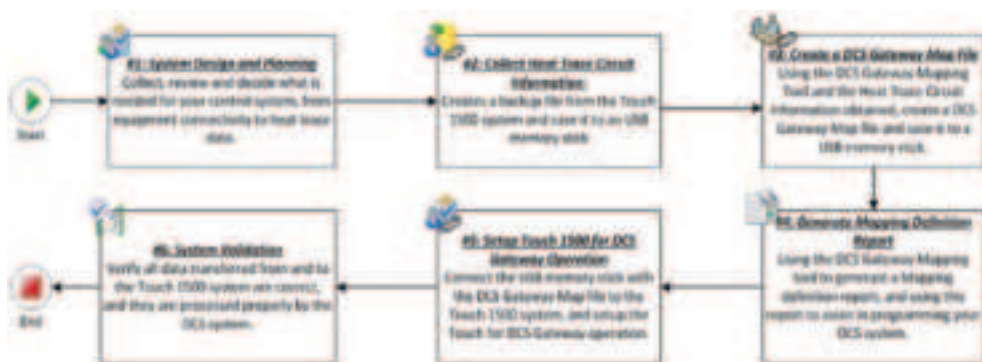 Start
#1: System Design and Planning
Collect, review and decide what is
needed for your control system, from
equipment connectivity to heat trace
data.
#2: Collect Heat Trace Circuit
Information:
Creates a backup file from the Touch
1500 system and save it to an USB
memory stick
#3: Create a DCS Gateway Map File
Using the DCS Gateway Mapping
Tool and the Heat Trace Circuit
information obtained, create a DCS
Gateway Map file and save it to a
USB memory stick.
#4: Generate Mapping Definition
Report
Using the DCS Gateway Mapping
tool to generate a Mapping
definition report, and using this
report to assist in programming your
DCS system.
#5: Setup Touch 1500 for DCS
Gateway Operation
Connect the USB memory stick with
the DCS Gateway Map file to the
Touch 1500 system, and setup the
Touch for DCS Gateway operation.
#6: System Validation
Verify all data transferred from and to
the Touch 1500 system are correct,
and they are processed properly by the
DCS system.
End